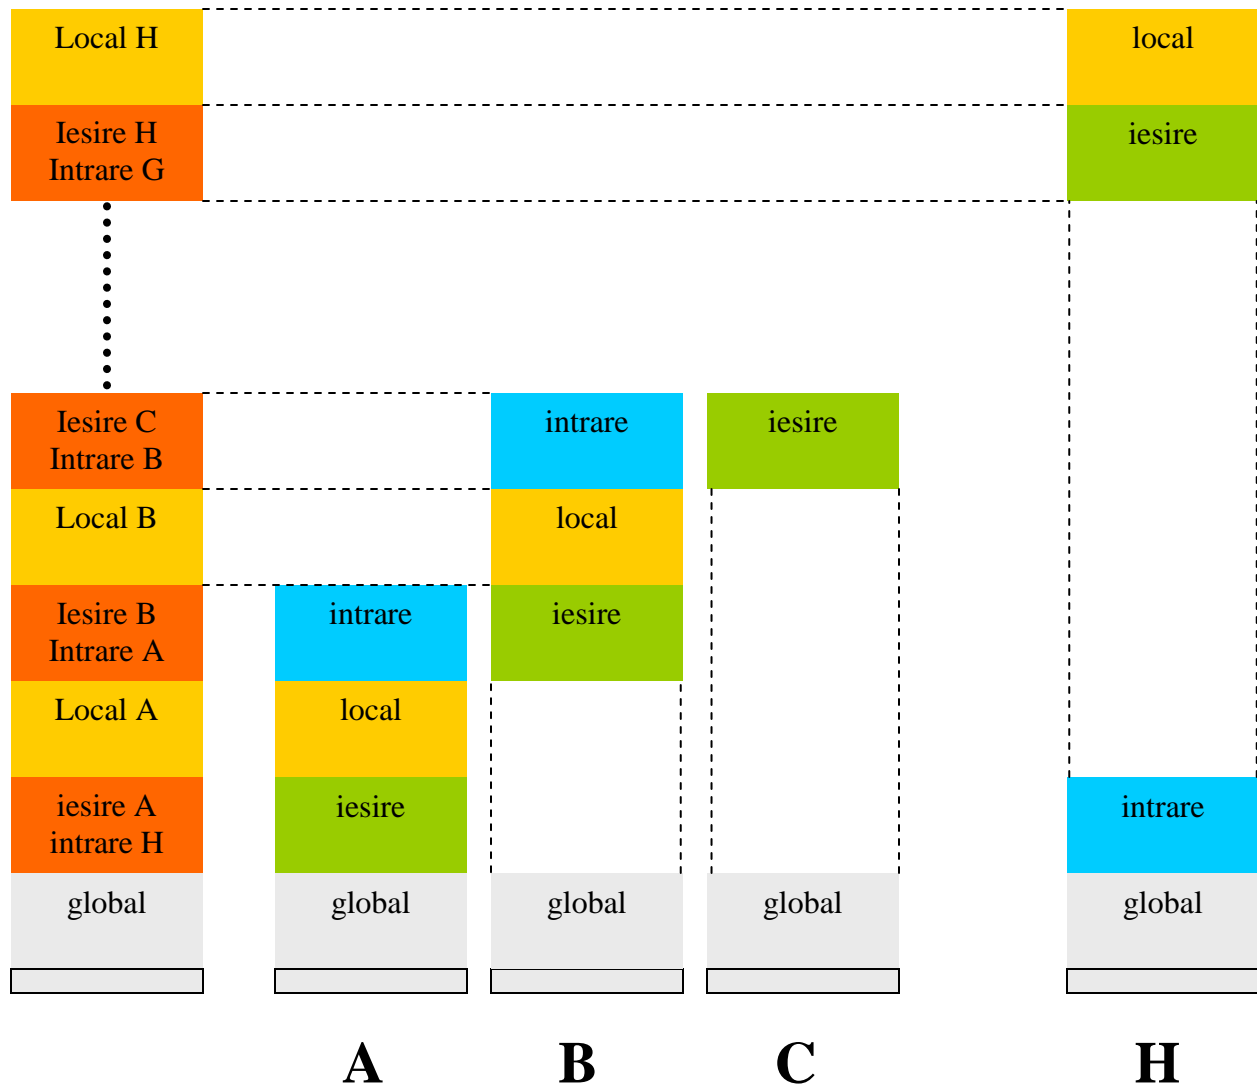 Local H
local
Iesire H
Intrare G
iesire
Iesire C
Intrare B
intrare
iesire
Local B
local
Iesire B
Intrare A
intrare
iesire
Local A
local
iesire A
intrare H
iesire
intrare
global
global
global
global
global
A
B
C
H